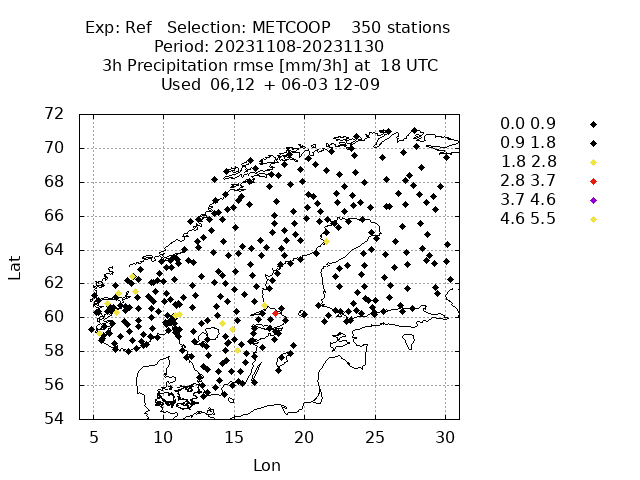 Exp: Ref Selection: METCOOP 350 stations
Period: 20231108-20231130
3h Precipitation rmse [mm/3h] at 18 UTC
Used 06,12 + 06-03 12-09
72
70
68
66
64
62
60
58
56
54
Lat
5 10 15 20 25 30
Lon
0.0 0.9
0.9 1.8
1.8 2.8
2.8 3.7
3.7 4.6
4.6 5.5